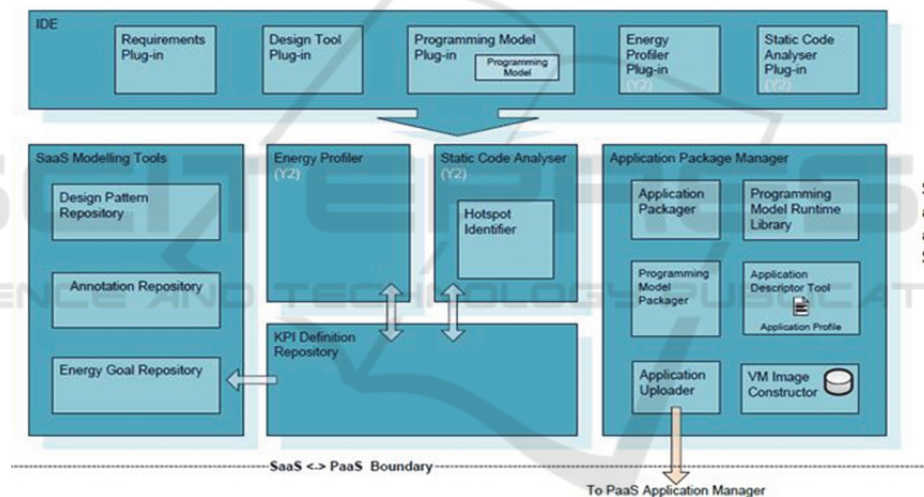 IDE
Requirements
Plug-in
Design Tool
Plug-in
Programming Model
Plug-in
Programming
Model
Energy
Profiler
Plug-in
(Y2)
Static Code
Analyser
Plug-in
(Y2)
SaaS Modelling Tools
Design Pattern
Repository
Annotation Repository
Energy Goal Repository
Energy Profiler
(Y2)
Static Code Analyser
(Y2)
Hotspot
Identifier
KPI Definition
Repository
Application Package Manager
Application
Packager
Programming
Model Runtime
Library
Programming
Model
Packager
Application
Descriptor Tool
Application Profile
Application
Uploader
VM Image
Constructor
SaaS <-> PaaS Boundary
To PaaS Application Manager